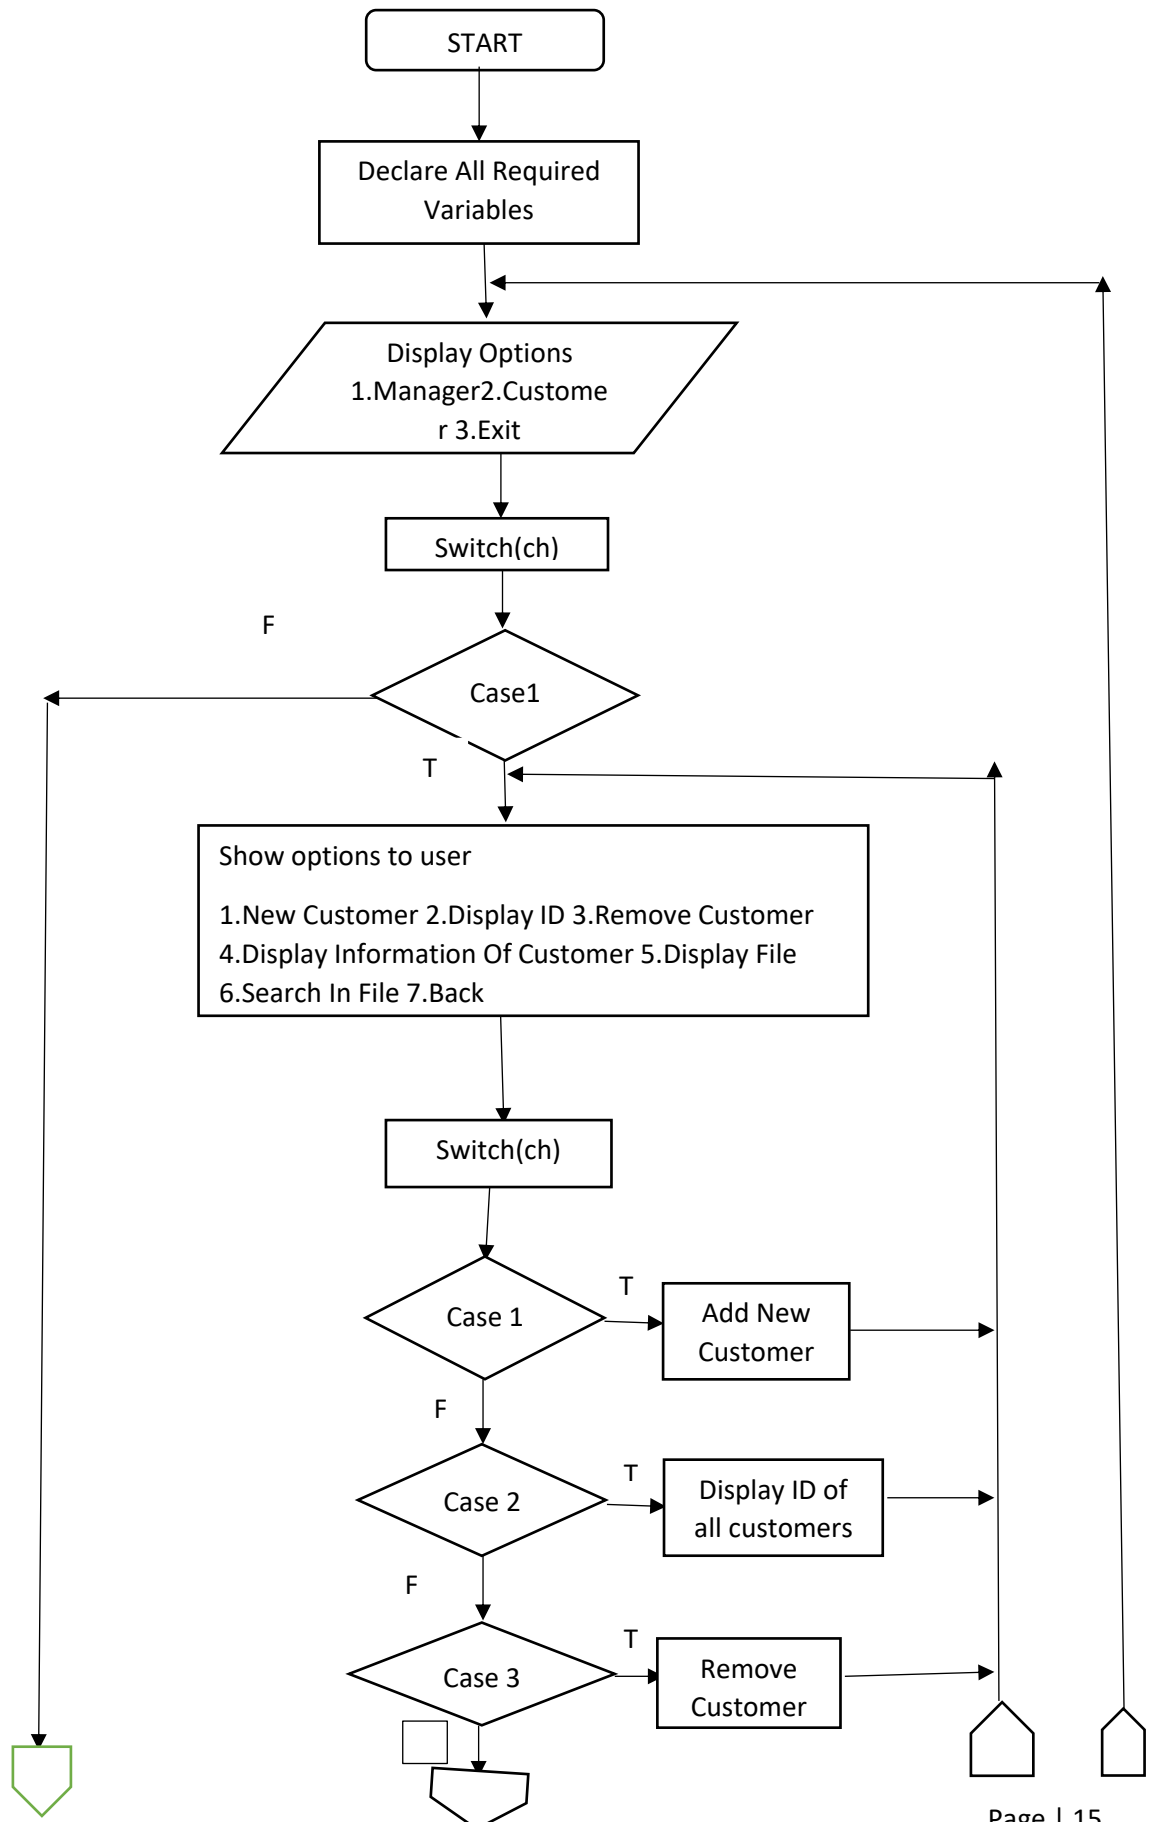 START
Declare All Required
Variables
Display Options
1.Manager2.Custome
r 3.Exit
Switch(ch)
F
Case1
T
Show options to user
1.New Customer 2.Display ID 3.Remove Customer
4.Display Information Of Customer 5.Display File
6.Search In File 7.Back
Switch(ch)
Case 1
T
Add New
Customer
F
Case 2
T
Display ID of
all customers
F
Case 3
T
Remove
Customer
Page | 15